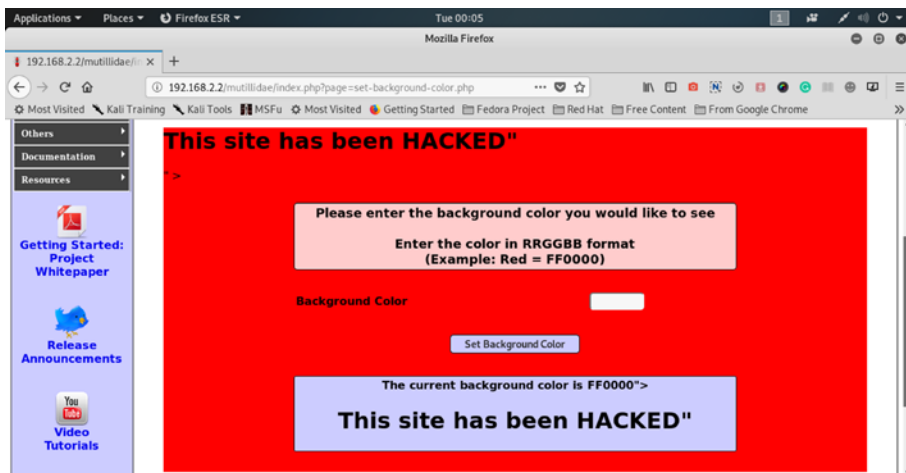 Applications Places Firefox ESR Tue 00:05 1
Mozilla Firefox
192.168.2.2/mutillidae/in × +
192.168.2.2/mutillidae/index.php?page=set-background-color.php
Most Visited Kali Training Kali Tools MSFu Most Visited Getting Started Fedora Project Red Hat Free Content From Google Chrome »
Others
Documentation
Resources
Getting Started:
Project
Whitepaper
Release
Announcements
You
Tube
Video
Tutorials
This site has been HACKED"
" >
Please enter the background color you would like to see
Enter the color in RRGGBB format
(Example: Red = FF0000)
Background Color
Set Background Color
The current background color is FF0000">
This site has been HACKED"